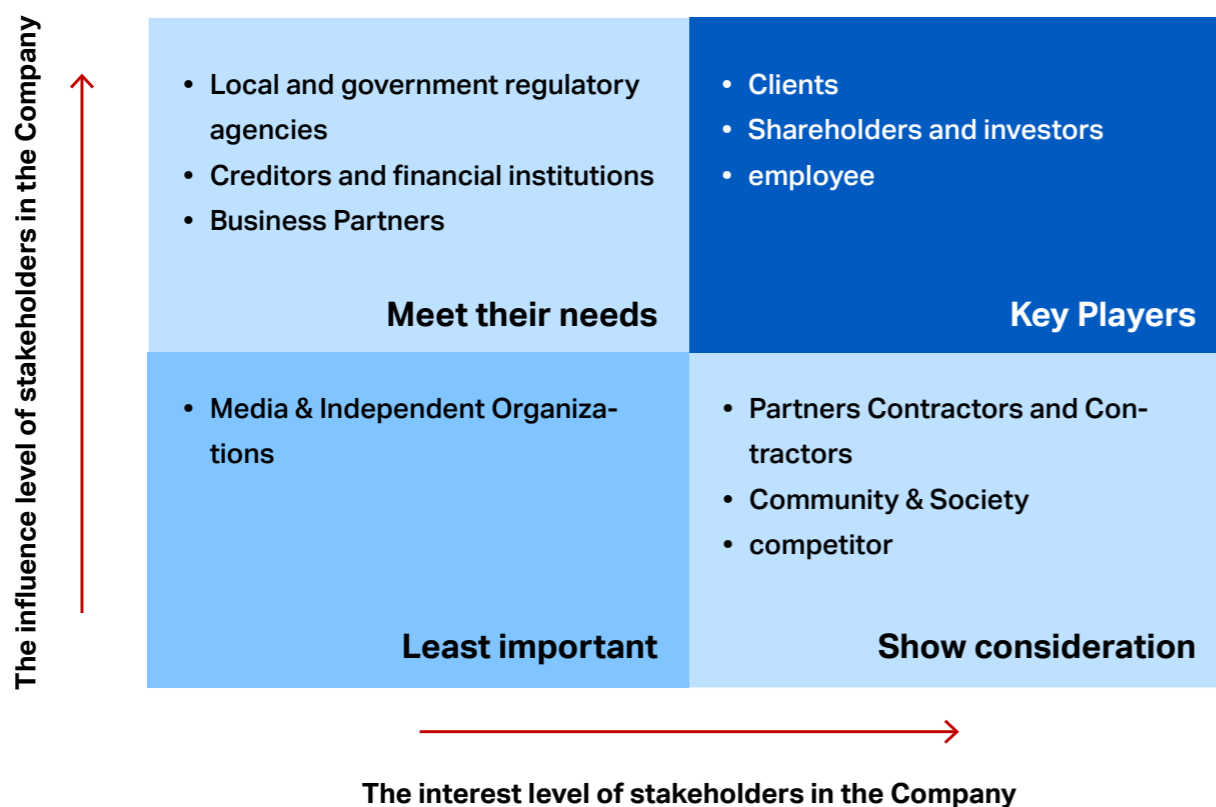 The influence level of stakeholders in the Company
• Local and government regulatory
agencies
• Creditors and financial institutions
• Business Partners
Meet their needs
• Clients
• Shareholders and investors
• employee
Key Players
• Media & Independent Organiza-
tions
Least important
• Partners Contractors and Con-
tractors
• Community & Society
• competitor
Show consideration
The interest level of stakeholders in the Company